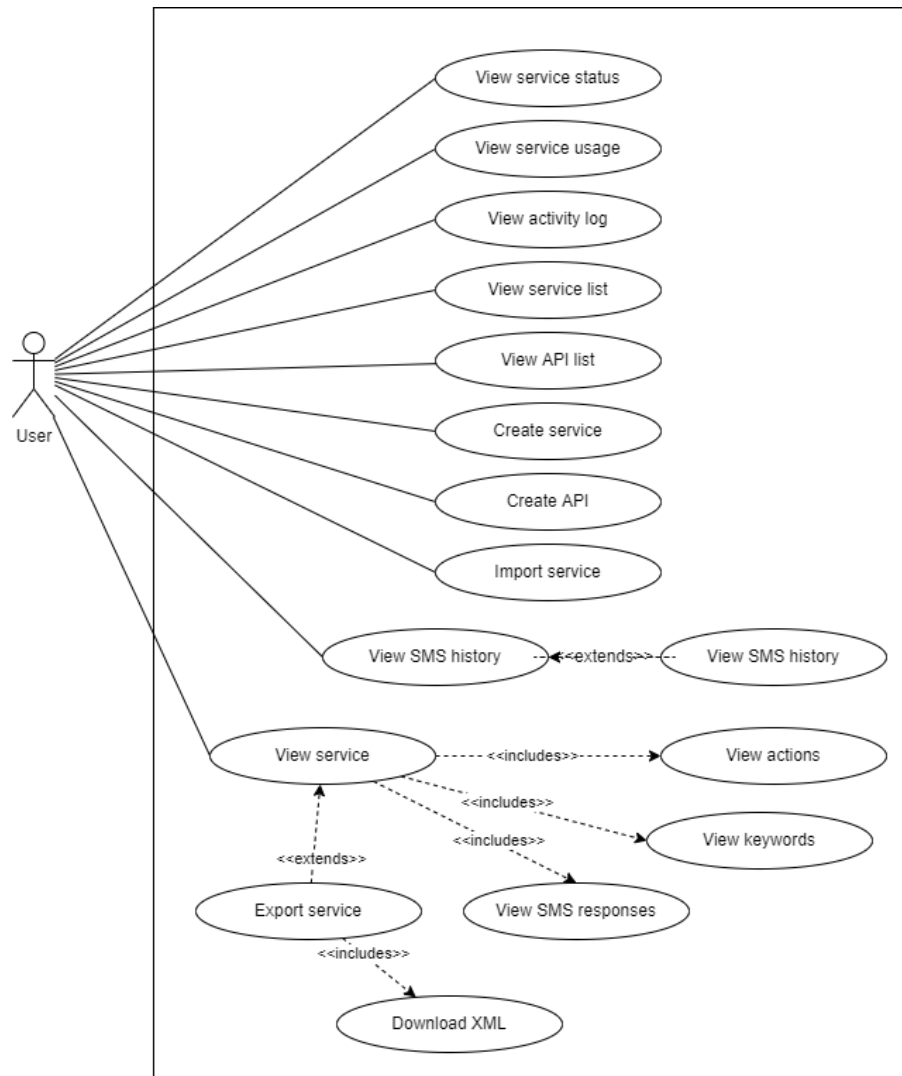 View service status
View service usage
View activity log
View service list
View API list
User
Create service
Create API
Import service
View SMS history
<<extends>>
View SMS history
View service
<<includes>>
View actions
<<includes>>
<<includes>>
View keywords
<<extends>>
Export service
View SMS responses
<<includes>>
Download XML